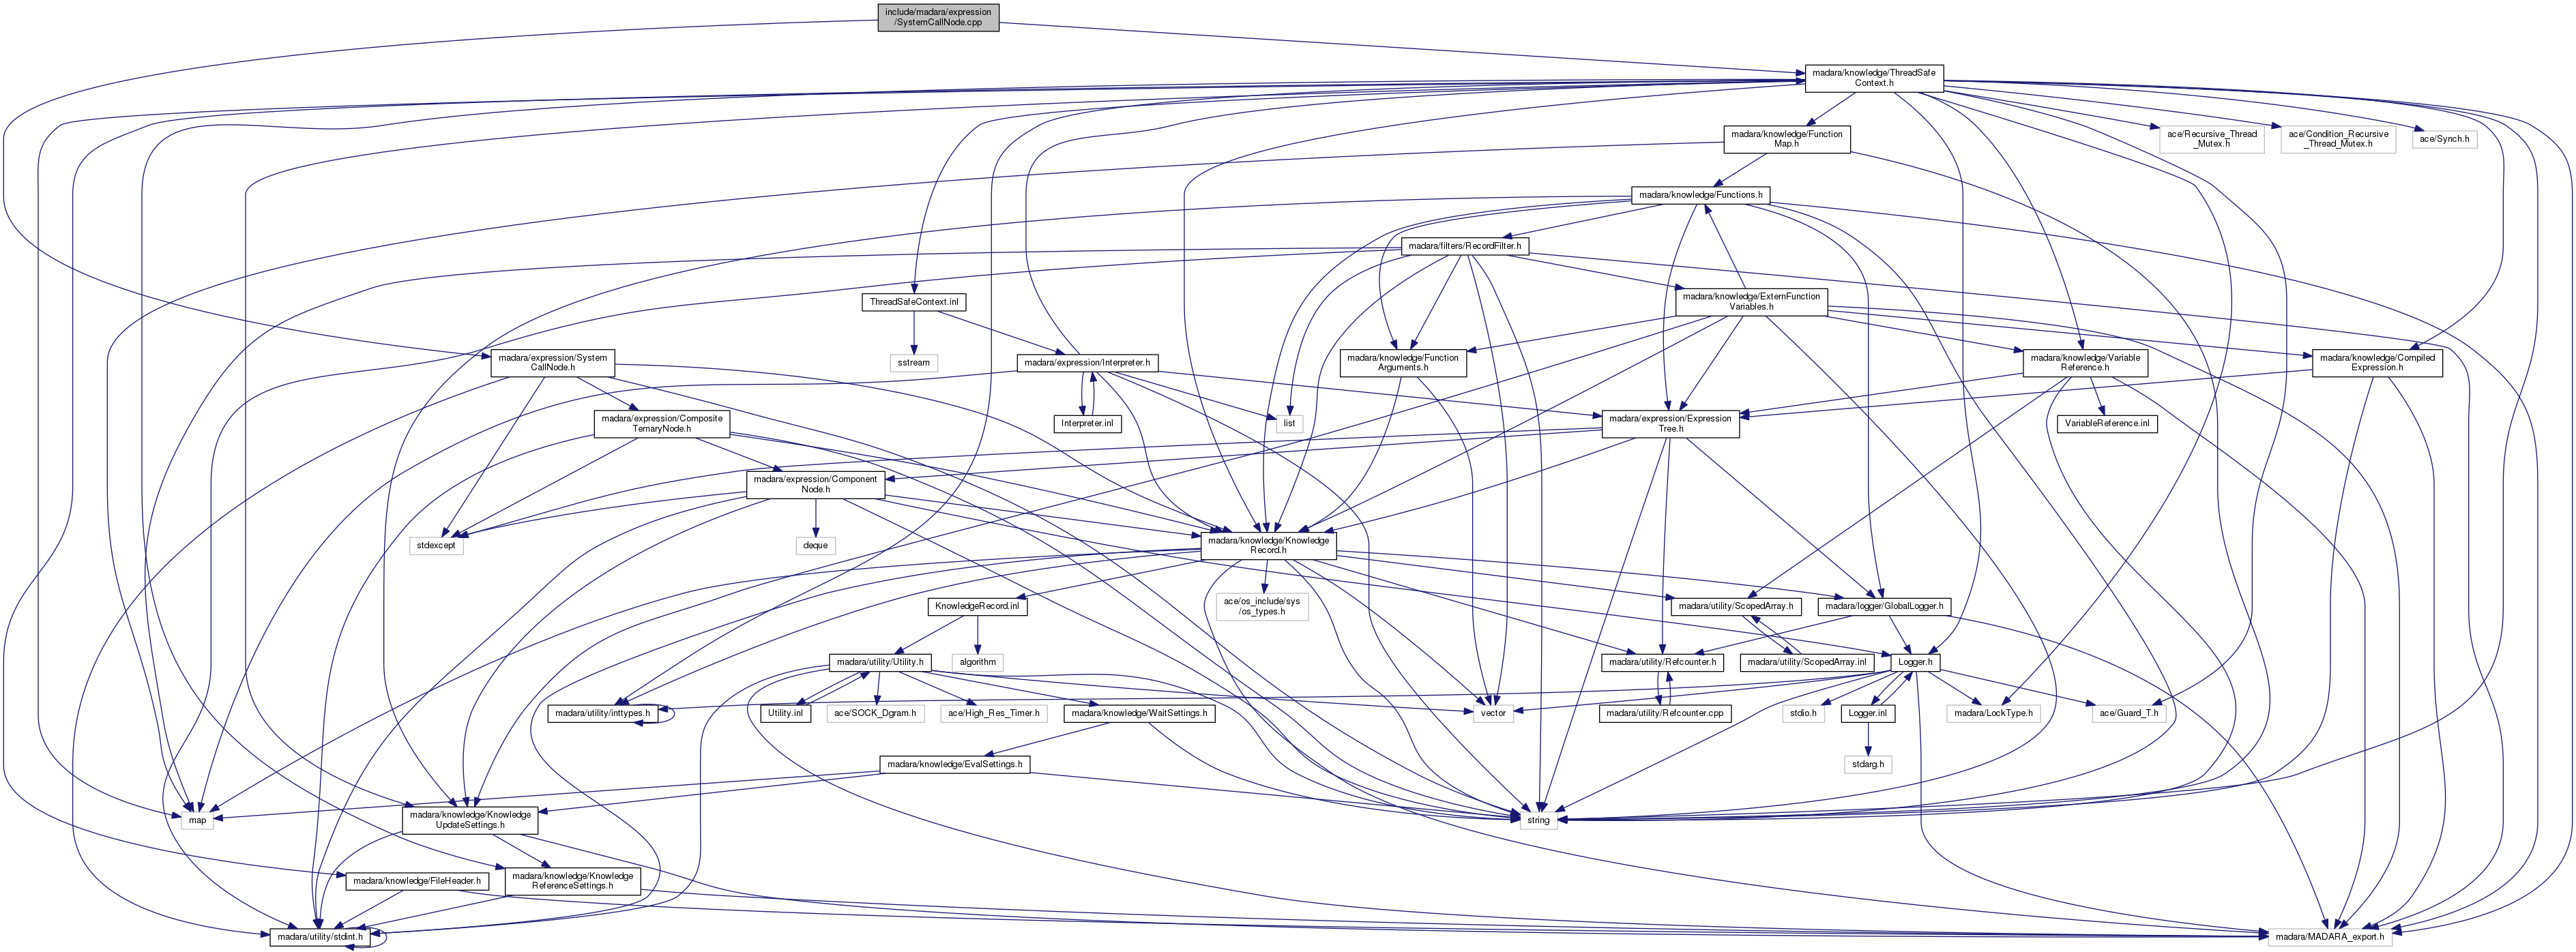 include/madara/expression
/SystemCallNode.cpp
madara/knowledge/ThreadSafe
Context.h
madara/knowledge/Function
Map.h
ace/Recursive_Thread
_Mutex.h
ace/Condition_Recursive
_Thread_Mutex.h
ace/Synch.h
madara/knowledge/Functions.h
madara/filters/RecordFilter.h
ThreadSafeContext.inl
madara/knowledge/ExternFunction
Variables.h
madara/expression/System
CallNode.h
sstream
madara/expression/Interpreter.h
madara/knowledge/Function
Arguments.h
madara/knowledge/Variable
Reference.h
madara/knowledge/Compiled
Expression.h
madara/expression/Composite
TernaryNode.h
Interpreter.inl
list
madara/expression/Expression
Tree.h
VariableReference.inl
madara/expression/Component
Node.h
stdexcept
deque
madara/knowledge/Knowledge
Record.h
KnowledgeRecord.inl
ace/os_include/sys
/os_types.h
madara/utility/ScopedArray.h
madara/logger/GlobalLogger.h
madara/utility/Utility.h
algorithm
madara/utility/Refcounter.h
madara/utility/ScopedArray.inl
Logger.h
madara/utility/inttypes.h
Utility.inl
ace/SOCK_Dgram.h
ace/High_Res_Timer.h
madara/knowledge/WaitSettings.h
vector
madara/utility/Refcounter.cpp
stdio.h
Logger.inl
madara/LockType.h
ace/Guard_T.h
madara/knowledge/EvalSettings.h
stdarg.h
map
madara/knowledge/Knowledge
UpdateSettings.h
string
madara/knowledge/FileHeader.h
madara/knowledge/Knowledge
ReferenceSettings.h
madara/utility/stdint.h
madara/MADARA_export.h